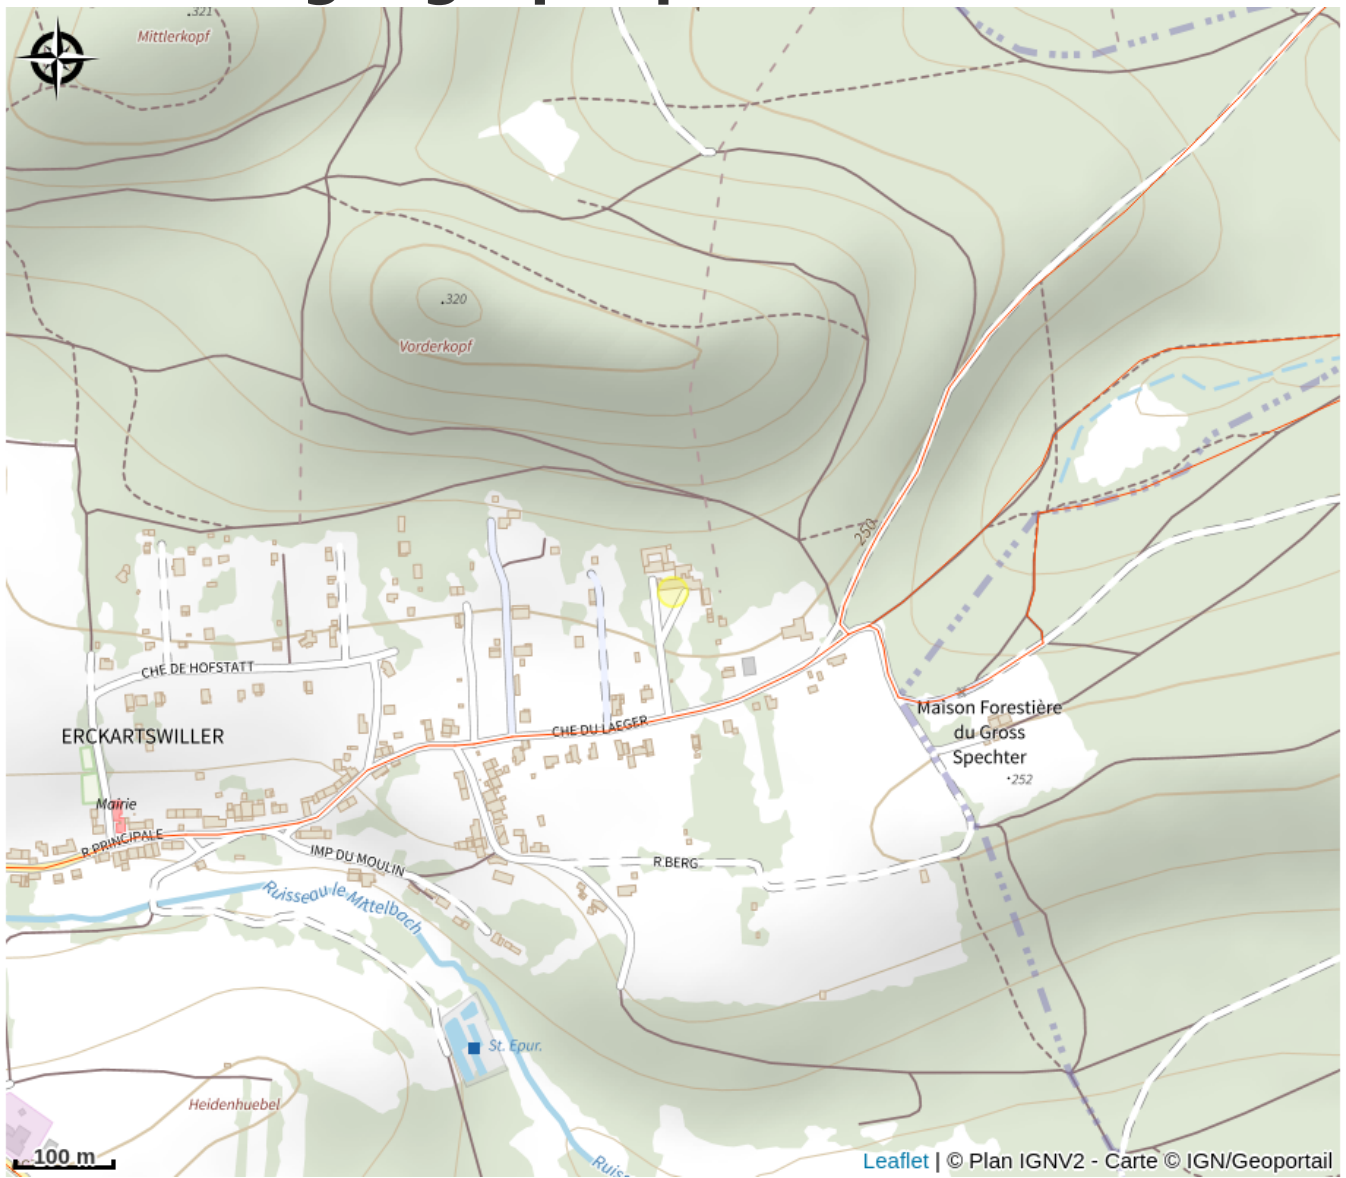 .321
Mittlerkopf
.320
Vorderkopf
250
CHE DE HOFSTATT
ERCKARTSWILLER
CHE DU LAEGER
Maison Forestière
du Gross
Spechter
.252
Mairie
R PRINCIPALE
IMP DU MOULIN
R BERG
Ruisseau le Mittelbach
St. Epur.
Heidenhuebel
100 m
Leaflet | © Plan IGNV2 - Carte © IGN/Geoportail